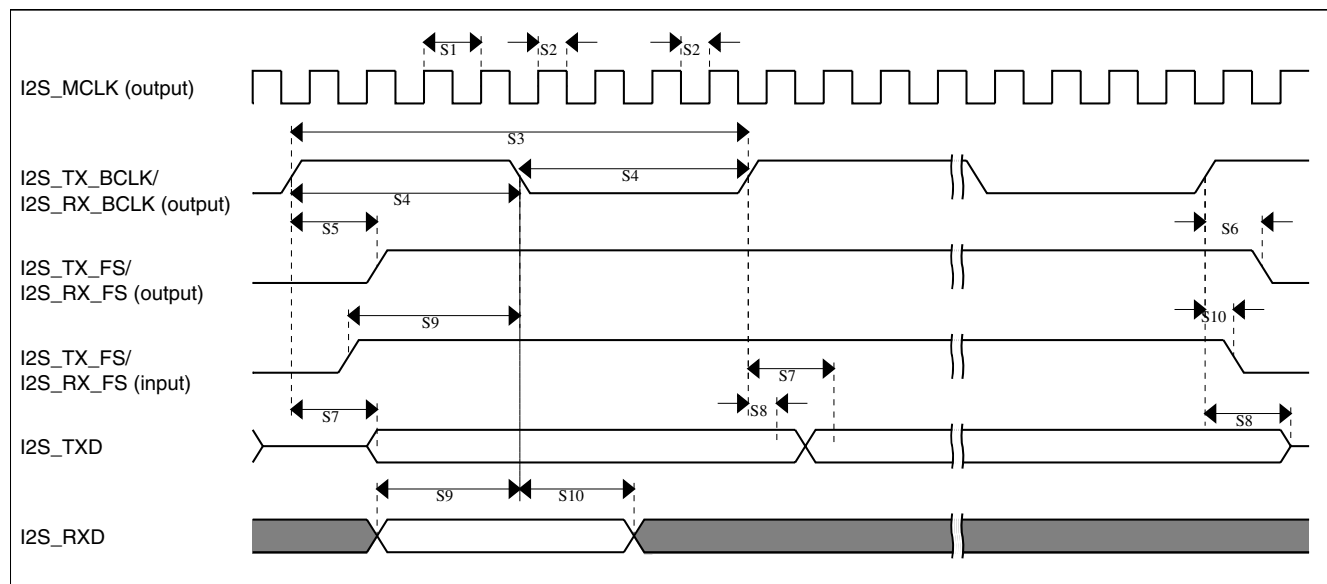 S1
S2
S2
I2S_MCLK (output)
S3
I2S_TX_BCLK/
I2S_RX_BCLK (output)
S4
S4
S5
S6
I2S_TX_FS/
I2S_RX_FS (output)
S9
S10
I2S_TX_FS/
I2S_RX_FS (input)
S7
S8
S7
S8
I2S_TXD
S9
S10
I2S_RXD